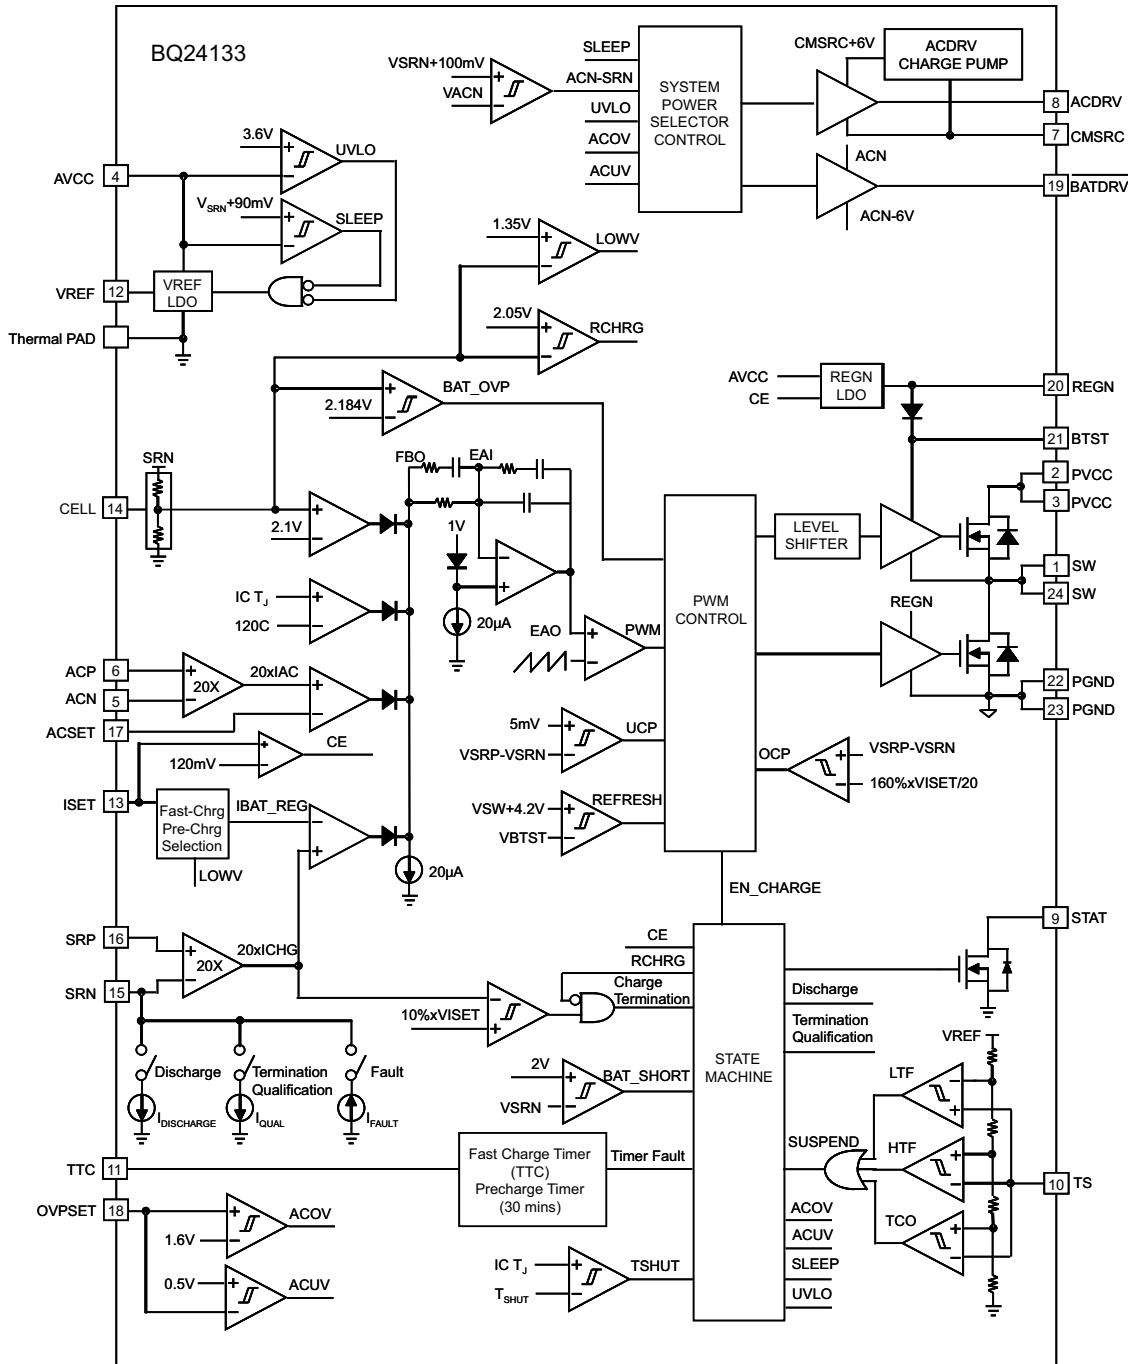 BQ24133
SLEEP
ACN-SRN
UVLO
ACOV
ACUV
VSRN+100mV
VACN
SYSTEM
POWER
SELECTOR
CONTROL
CMSRC+6V
ACDRV
CHARGE PUMP
8 ACDRV
7 CMSRC
ACN
19 BATDRV
ACN-6V
3.6V
UVLO
AVCC 4
VSRN+90mV
SLEEP
VREF 12
VREF
LDO
Thermal PAD
1.35V
LOWV
2.05V
RCHRG
BAT_OVP
2.184V
AVCC
CE
REGN
LDO
20 REGN
21 BTST
2 PVCC
3 PVCC
1 SW
24 SW
22 PGND
23 PGND
SRN
CELL 14
2.1V
FBO
EAI
1V
20µA
IC TJ
120C
EAO
PWM
PWM
CONTROL
LEVEL
SHIFTER
REGN
ACP 6
ACN 5
ACSET 17
20X
20xIAC
120mV
CE
ISET 13
Fast-Chrg
Pre-Chrg
Selection
IBAT_REG
LOWV
20µA
5mV
VSRP-VSRN
UCP
VSW+4.2V
VBTST
REFRESH
OCP
VSRP-VSRN
160%xVISET/20
EN_CHARGE
SRP 16
SRN 15
20X
20xICHG
10%xVISET
CE
RCHRG
Charge
Termination
Discharge
Termination
Qualification
9 STAT
STATE
MACHINE
Discharge
Termination
Qualification
Fault
IDISCHARGE
IQUAL
IFAULT
2V
VSRN
BAT_SHORT
VREF
LTF
HTF
TCO
SUSPEND
10 TS
TTC 11
Fast Charge Timer
(TTC)
Precharge Timer
(30 mins)
Timer Fault
OVPSET 18
1.6V
ACOV
0.5V
ACUV
IC TJ
TSHUT
TSHUT
ACOV
ACUV
SLEEP
UVLO